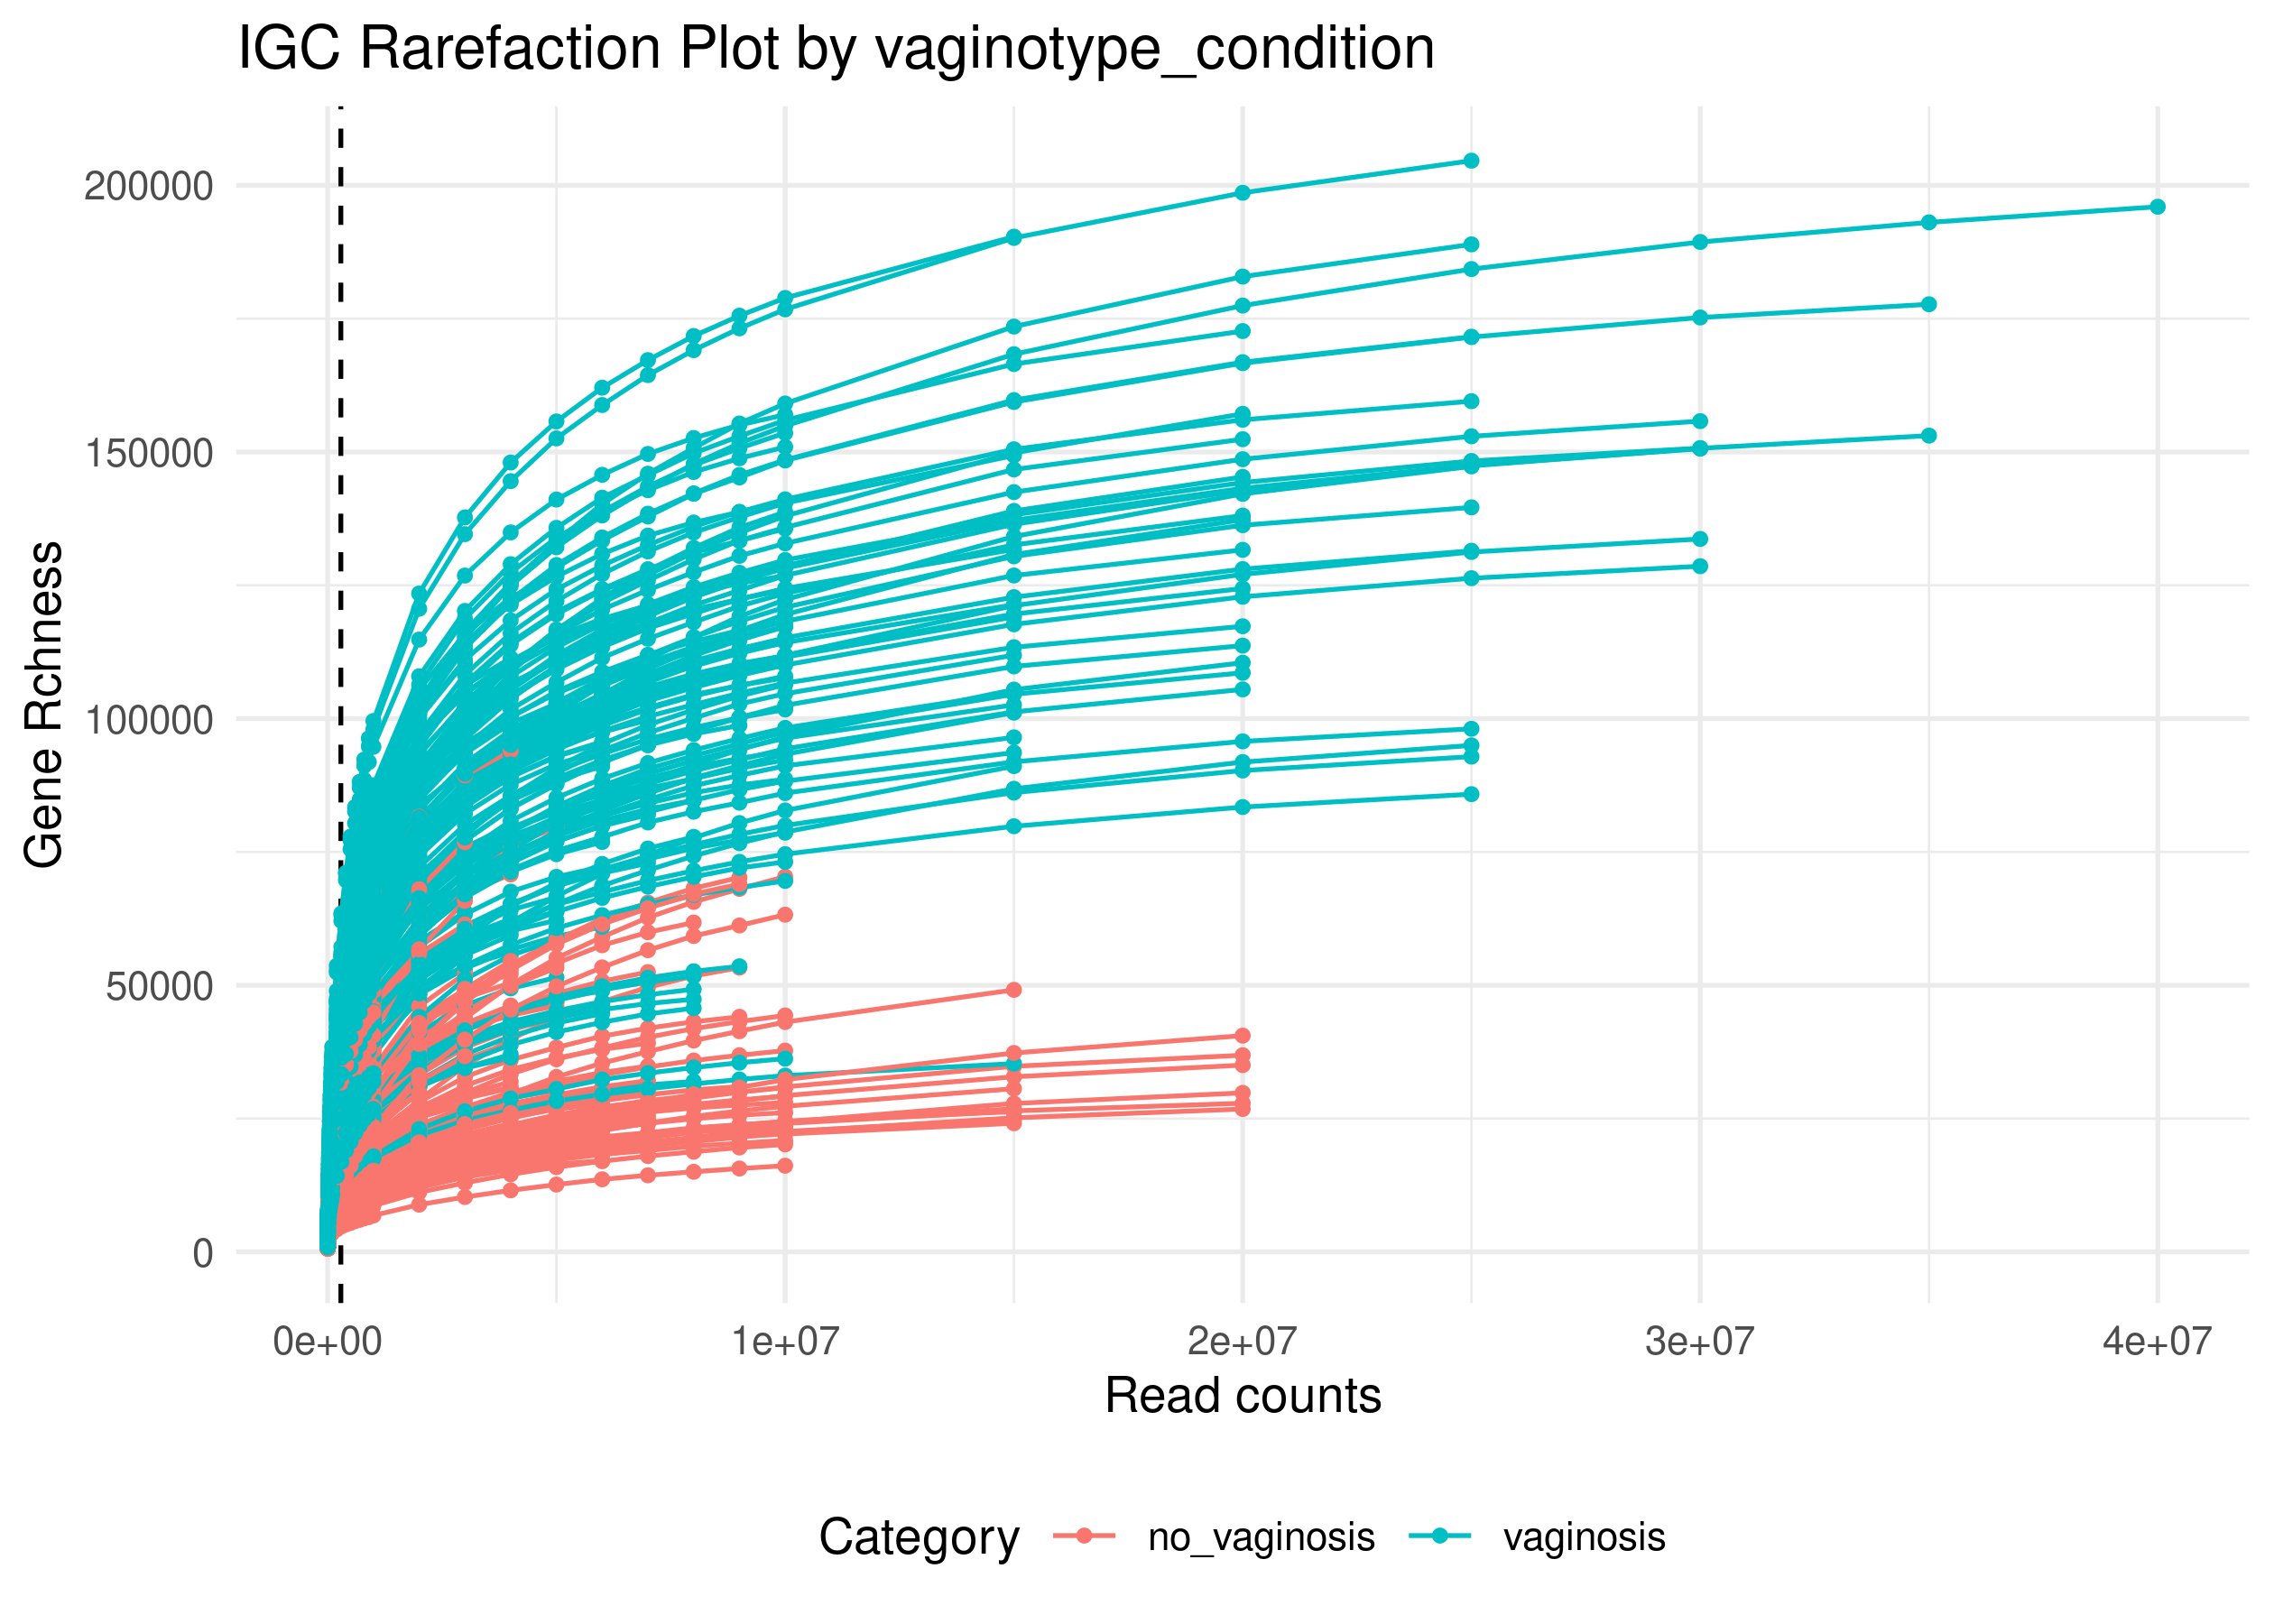 IGC Rarefaction Plot by vaginotype_condition
Gene Rchness
200000
150000
100000
50000
0
0e+00 1e+07 2e+07 3e+07 4e+07
Read counts
Category no_vaginosis vaginosis